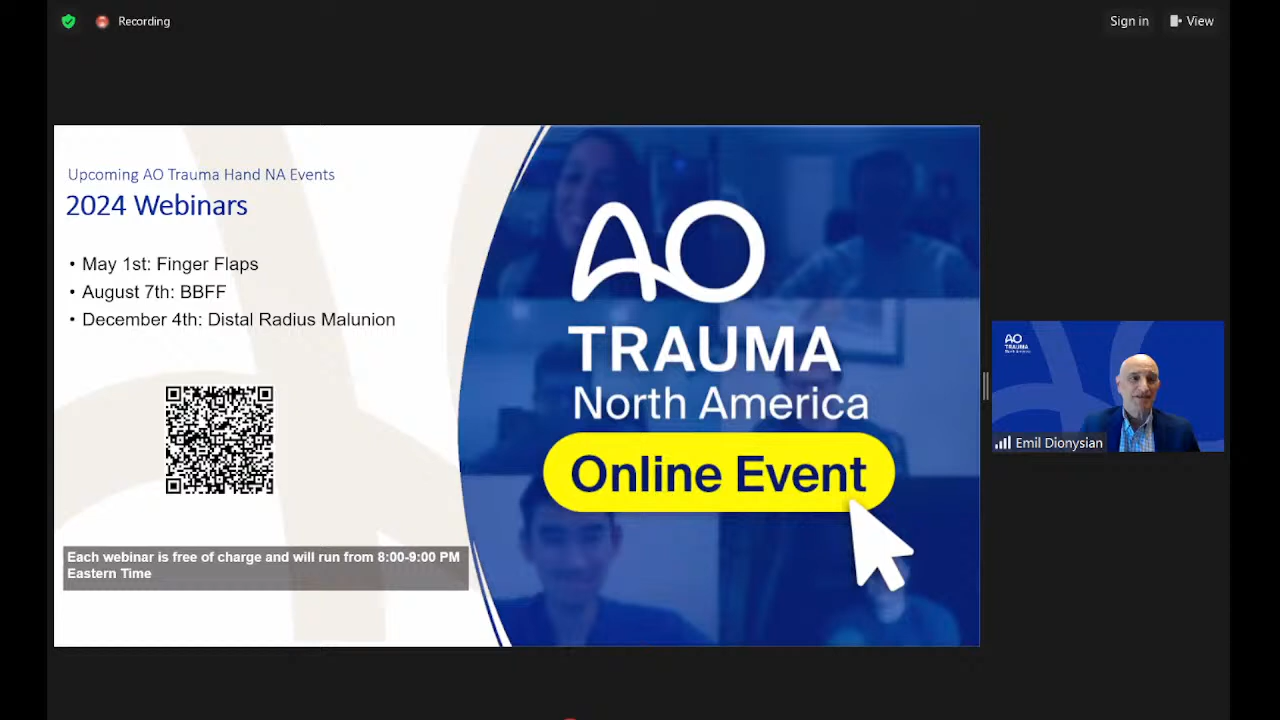 Recording
Sign in
View
Upcoming AO Trauma Hand NA Events
2024 Webinars
• May 1st: Finger Flaps
• August 7th: BBFF
• December 4th: Distal Radius Malunion
Each webinar is free of charge and will run from 8:00-9:00 PM
Eastern Time
AO
TRAUMA
North America
Online Event
AO
TRAUMA
North America
Emil Dionysian